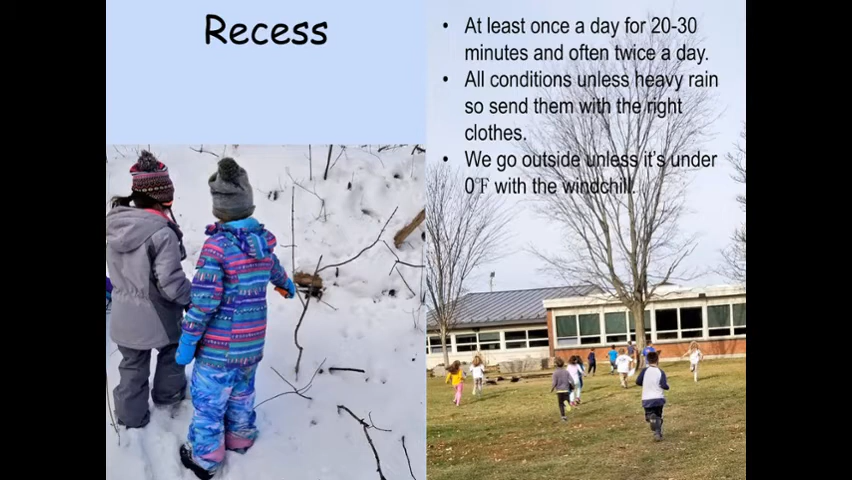 Recess
• At least once a day for 20-30
minutes and often twice a day.
• All conditions unless heavy rain
so send them with the right
clothes.
• We go outside unless it's under
0°F with the windchill.